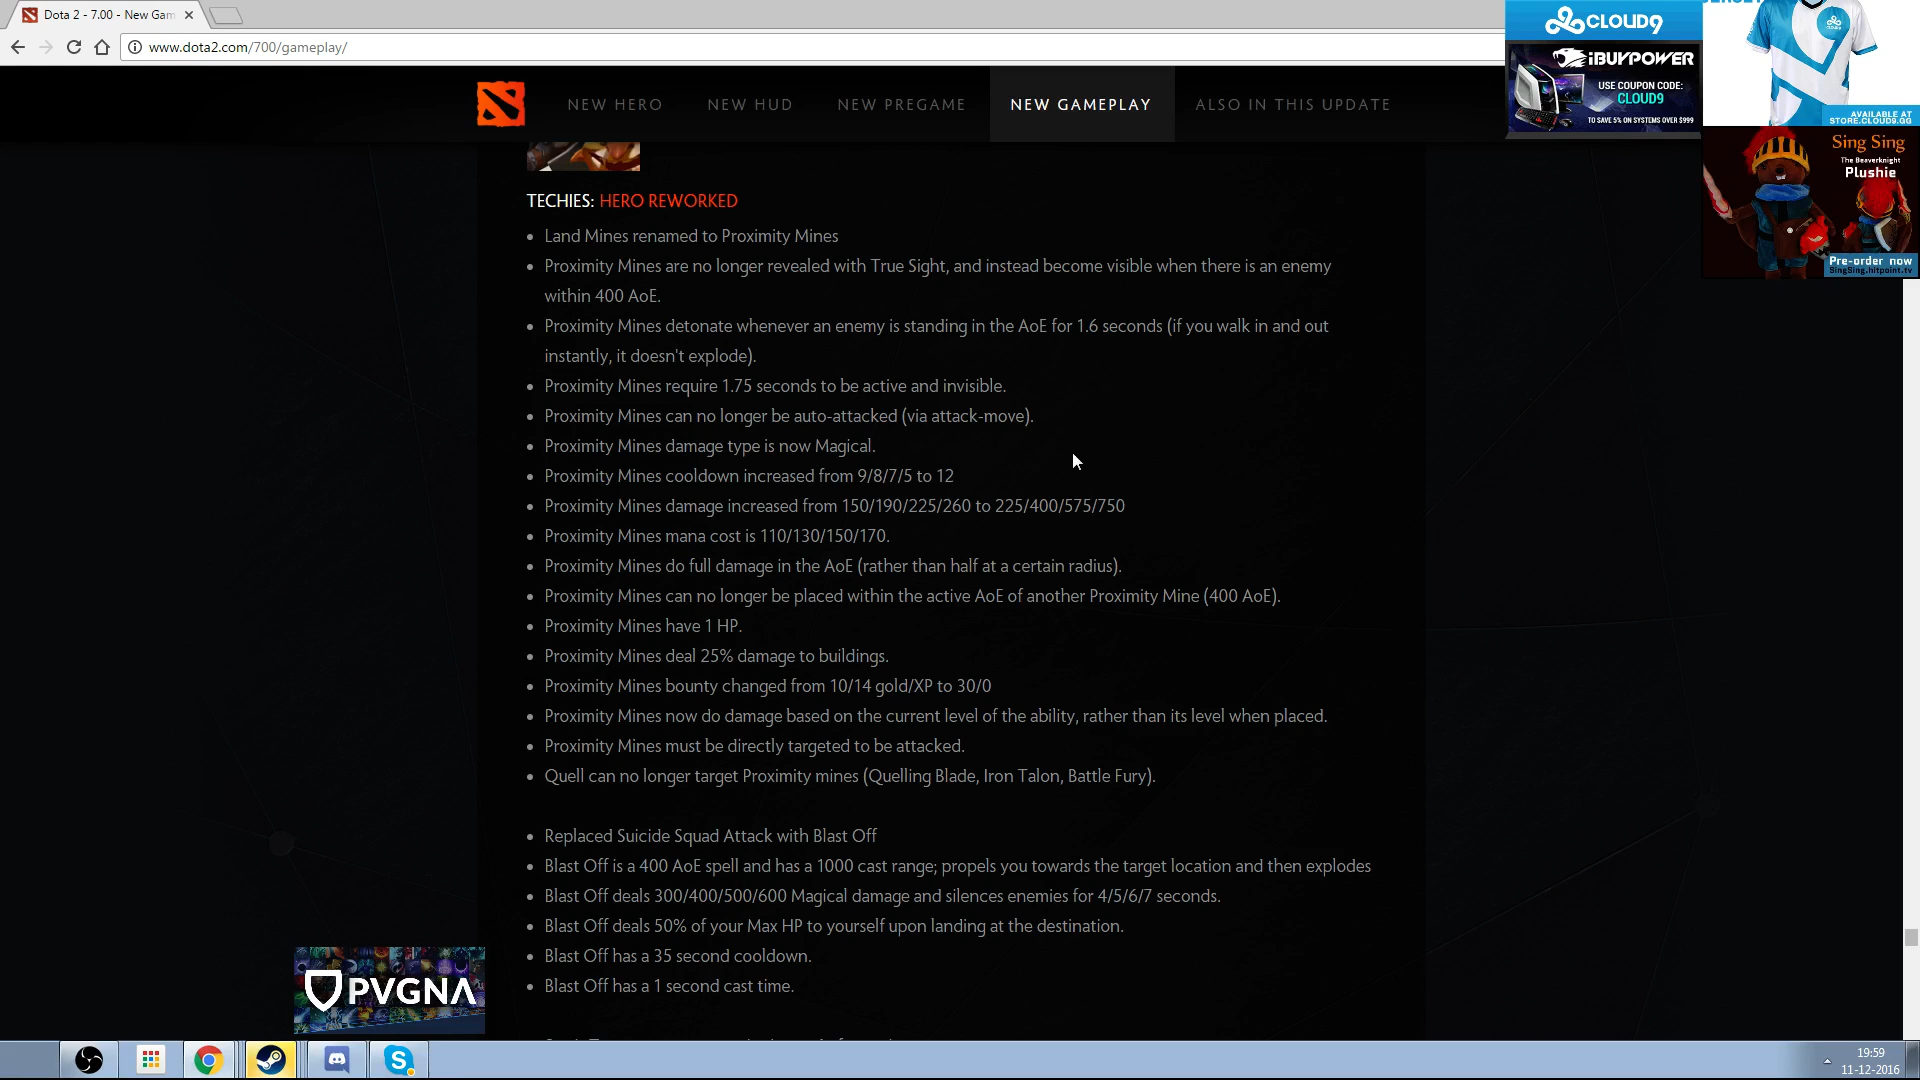 Dota 2 - 7.00 - New Gam
www.dota2.com/700/gameplay/
NEW HERO
NEW HUD
NEW PREGAME
NEW GAMEPLAY
ALSO IN THIS UPDATE
CLOUD9
iBUYPOWER
USE COUPON CODE:
CLOUD9
TO SAVE 5% ON SYSTEMS OVER $999
AVAILABLE AT
STORE.CLOUD9.GG
Sing Sing
The Beaverknight
Plushie
Pre-order now
SingSing.hitpoint.tv
TECHIES: HERO REWORKED
Land Mines renamed to Proximity Mines
Proximity Mines are no longer revealed with True Sight, and instead become visible when there is an enemy
within 400 AoE.
Proximity Mines detonate whenever an enemy is standing in the AoE for 1.6 seconds (if you walk in and out
instantly, it doesn't explode).
Proximity Mines require 1.75 seconds to be active and invisible.
Proximity Mines can no longer be auto-attacked (via attack-move).
Proximity Mines damage type is now Magical.
Proximity Mines cooldown increased from 9/8/7/5 to 12
Proximity Mines damage increased from 150/190/225/260 to 225/400/575/750
Proximity Mines mana cost is 110/130/150/170.
Proximity Mines do full damage in the AoE (rather than half at a certain radius).
Proximity Mines can no longer be placed within the active AoE of another Proximity Mine (400 AoE).
Proximity Mines have 1 HP.
Proximity Mines deal 25% damage to buildings.
Proximity Mines bounty changed from 10/14 gold/XP to 30/0
Proximity Mines now do damage based on the current level of the ability, rather than its level when placed.
Proximity Mines must be directly targeted to be attacked.
Quell can no longer target Proximity mines (Quelling Blade, Iron Talon, Battle Fury).
Replaced Suicide Squad Attack with Blast Off
Blast Off is a 400 AoE spell and has a 1000 cast range; propels you towards the target location and then explodes
Blast Off deals 300/400/500/600 Magical damage and silences enemies for 4/5/6/7 seconds.
Blast Off deals 50% of your Max HP to yourself upon landing at the destination.
Blast Off has a 35 second cooldown.
Blast Off has a 1 second cast time.
PVGNA
19:59
11-12-2016